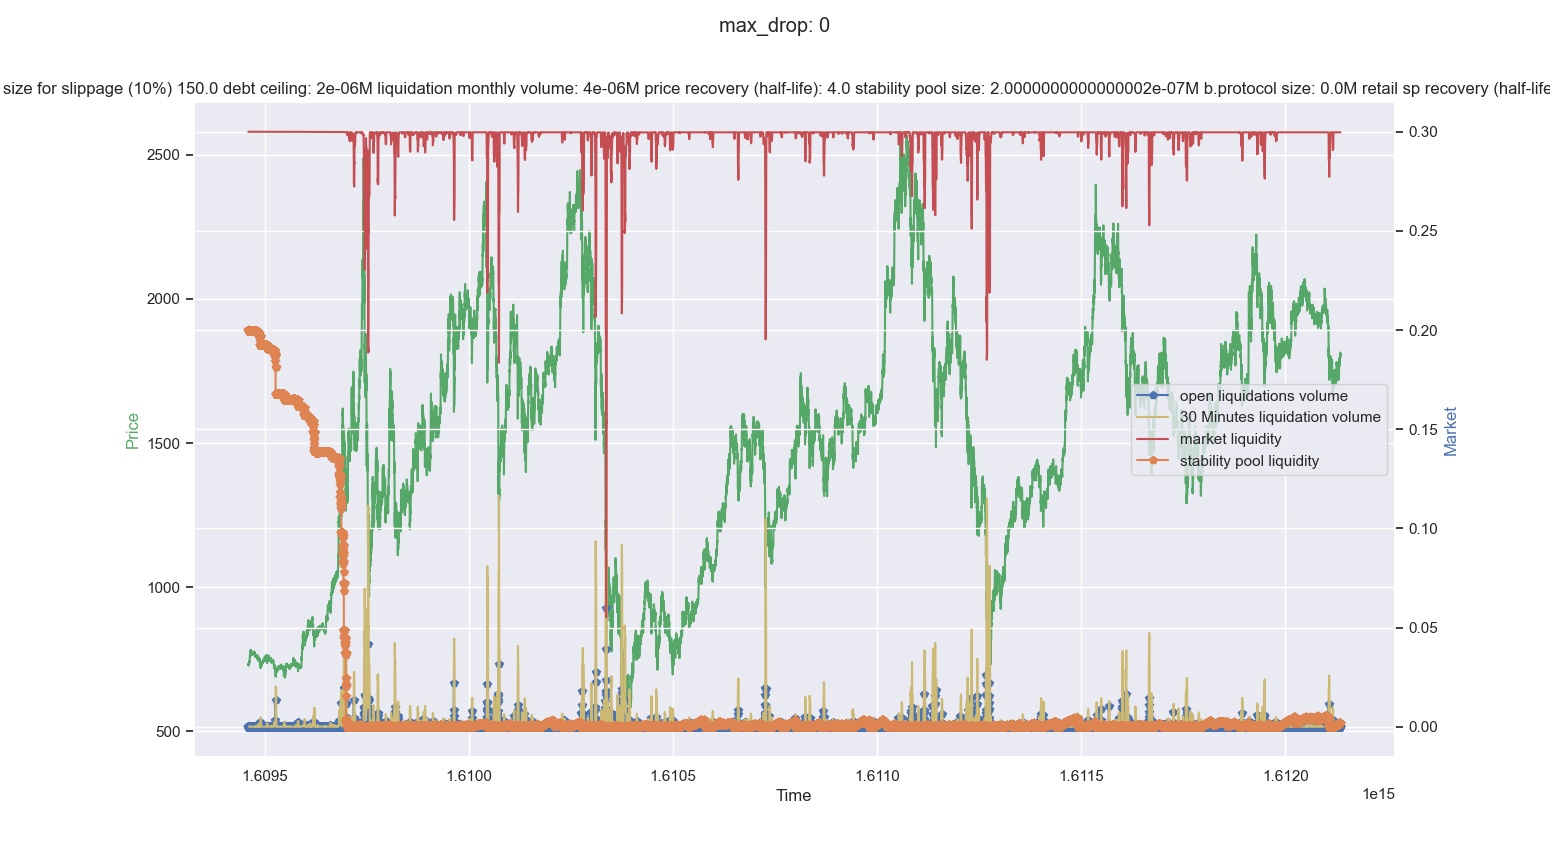 max_drop: 0
size for slippage (10%) 150.0 debt ceiling: 2e-06M liquidation monthly volume: 4e-06M price recovery (half-life): 4.0 stability pool size: 2.0000000000000002e-07M b.protocol size: 0.0M retail sp recovery (half-life
2500
2000
1500
1000
500
Price
0.30
0.25
0.20
0.15
0.10
0.05
0.00
Market
open liquidations volume
30 Minutes liquidation volume
market liquidity
stability pool liquidity
1.6095 1.6100 1.6105 1.6110 1.6115 1.6120
Time
1e15